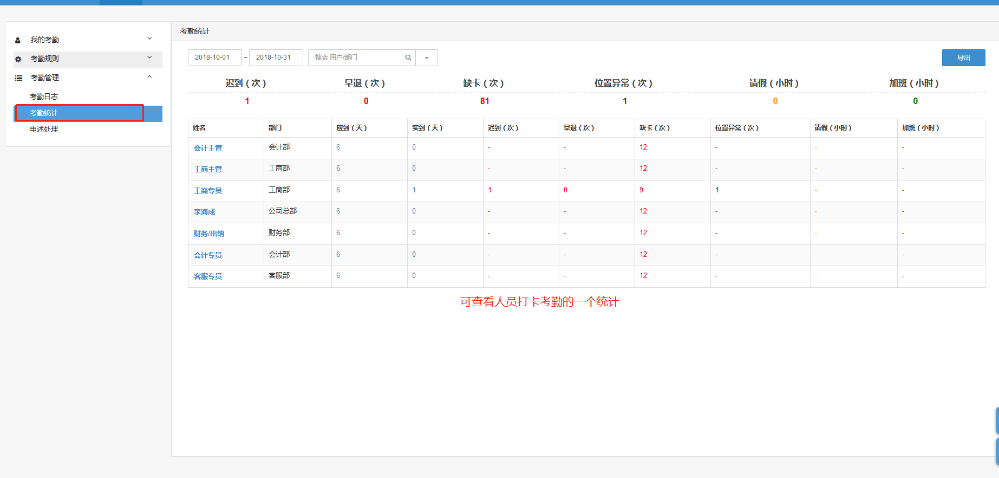 我的考勤
考勤规则
考勤管理
考勤日志
考勤统计
申述处理
考勤统计
2018-10-01 ~ 2018-10-31 搜索 用户/部门 导出
迟到（次） 早退（次） 缺卡（次） 位置异常（次） 请假（小时） 加班（小时）
1 0 81 1 0 0
姓名 部门 应到（天） 实到（天） 迟到（次） 早退（次） 缺卡（次） 位置异常（次） 请假（小时） 加班（小时）
会计主管 会计部 6 0 - - 12 - - -
工商主管 工商部 6 0 - - 12 - - -
工商专员 工商部 6 1 1 0 9 1 - -
李海成 公司总部 6 0 - - 12 - - -
财务/出纳 财务部 6 0 - - 12 - - -
会计专员 会计部 6 0 - - 12 - - -
客服专员 客服部 6 0 - - 12 - - -
可查看人员打卡考勤的一个统计